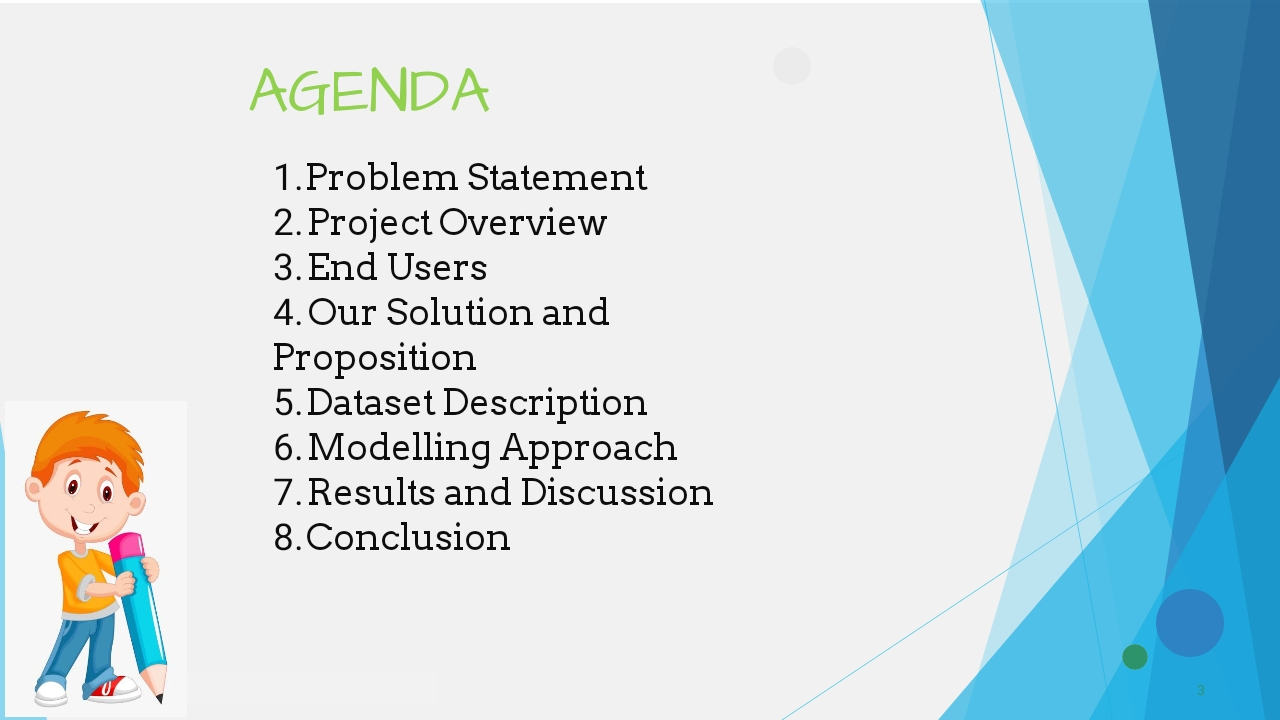 AGENDA
1.Problem Statement
2.Project Overview
3.End Users
4.Our Solution and
Proposition
5.Dataset Description
6.Modelling Approach
7.Results and Discussion
8.Conclusion
3